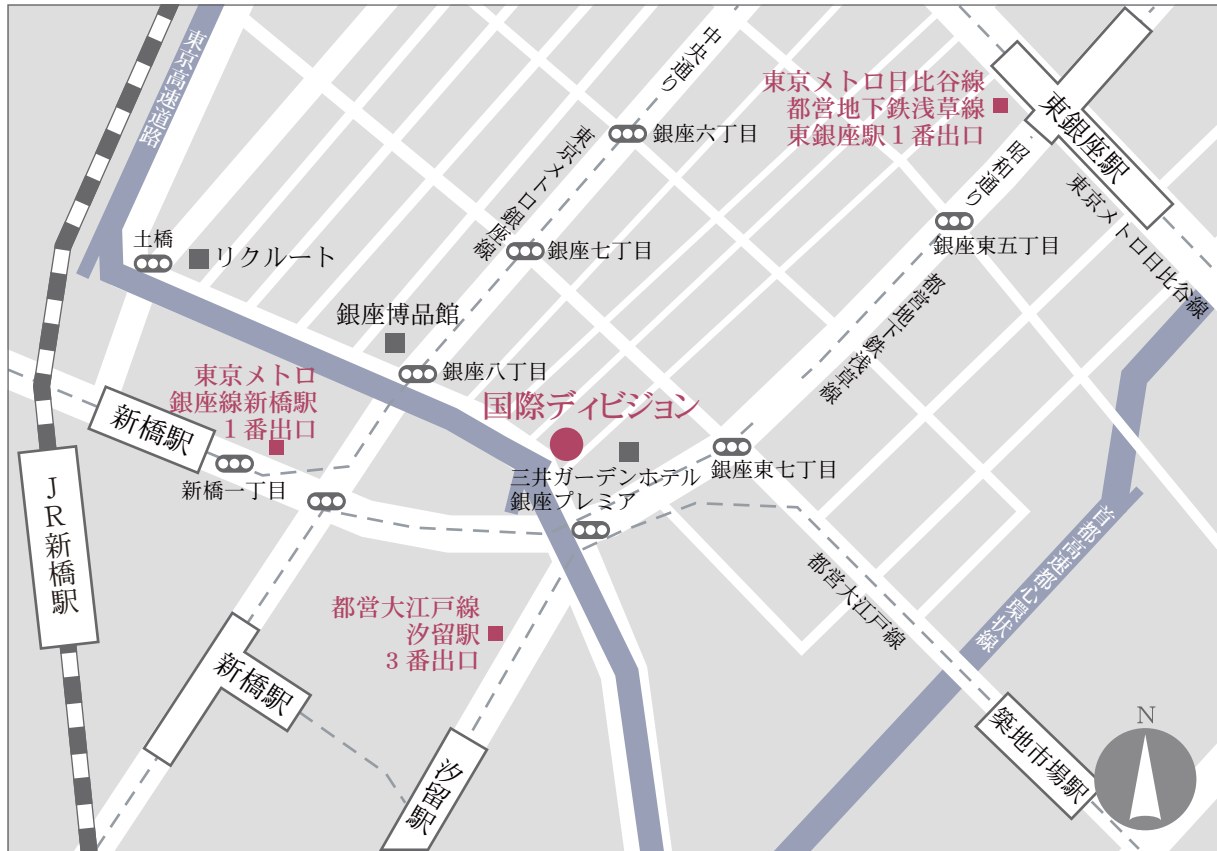 東京高速道路
中央通り
東京メトロ日比谷線
都営地下鉄浅草線
東銀座駅1番出口
東銀座駅
銀座六丁目
東京メトロ銀座線
昭和通り
東京メトロ日比谷線
土橋
リクルート
銀座七丁目
銀座東五丁目
都営地下鉄浅草線
銀座博品館
銀座八丁目
東京メトロ
銀座線新橋駅
1番出口
国際ディビジョン
新橋駅
新橋一丁目
三井ガーデンホテル
銀座プレミア
銀座東七丁目
JR新橋駅
首都高速都心環状線
都営大江戸線
都営大江戸線
汐留駅
3番出口
新橋駅
汐留駅
築地市場駅
N